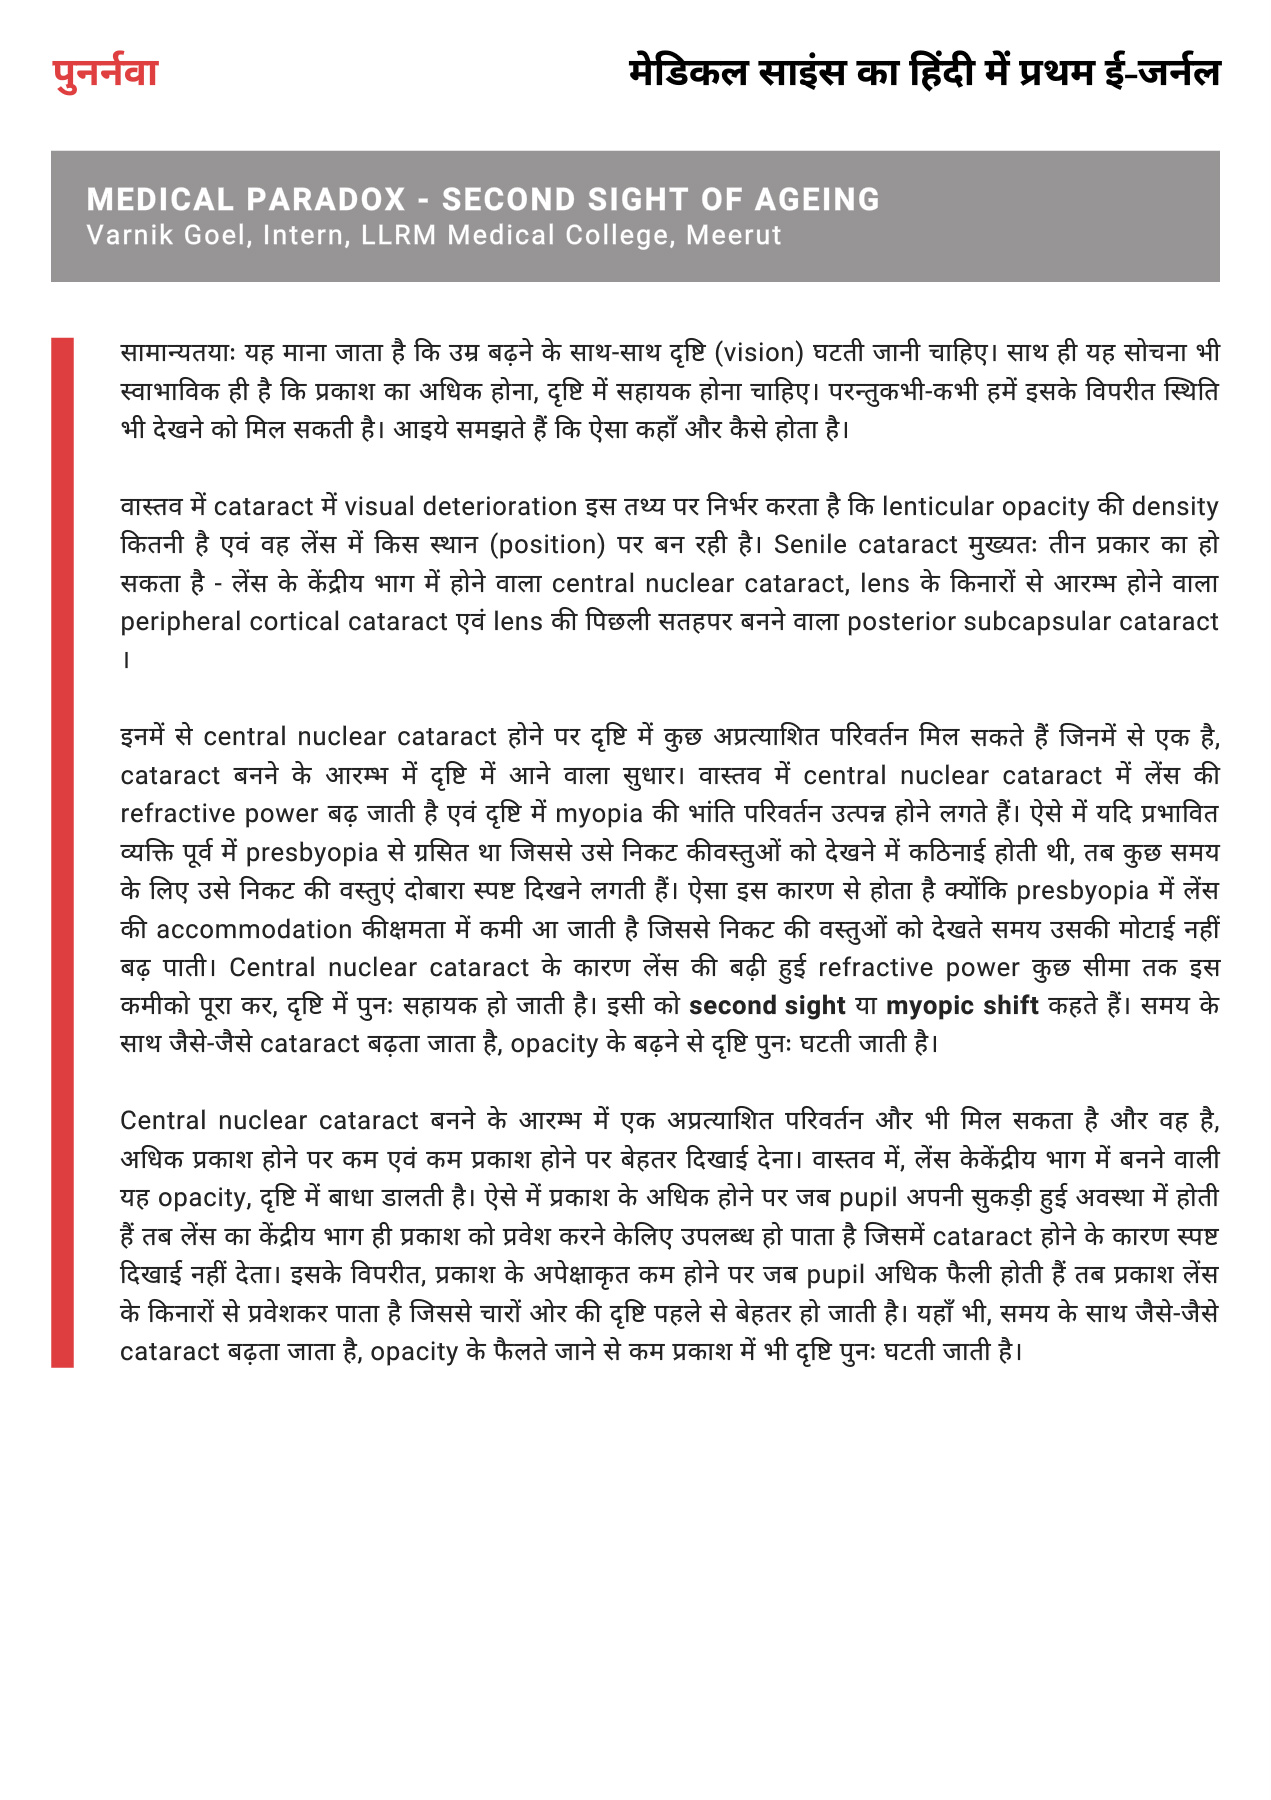 पुनर्नवा
मेडिकल साइंस का हिंदी में प्रथम ई-जर्नल
MEDICAL PARADOX - SECOND SIGHT OF AGEING
Varnik Goel, Intern, LLRM Medical College, Meerut
सामान्यतयाः यह माना जाता है कि उम्र बढ़ने के साथ-साथ दृष्टि (vision) घटती जानी चाहिए। साथ ही यह सोचना भी
स्वाभाविक ही है कि प्रकाश का अधिक होना, दृष्टि में सहायक होना चाहिए। परन्तुकभी-कभी हमें इसके विपरीत स्थिति
भी देखने को मिल सकती है। आइये समझते हैं कि ऐसा कहाँ और कैसे होता है।
वास्तव में cataract में visual deterioration इस तथ्य पर निर्भर करता है कि lenticular opacity की density
कितनी है एवं वह लेंस में किस स्थान (position) पर बन रही है। Senile cataract मुख्यतः तीन प्रकार का हो
सकता है - लेंस के केंद्रीय भाग में होने वाला central nuclear cataract, lens के किनारों से आरम्भ होने वाला
peripheral cortical cataract एवं lens की पिछली सतहपर बनने वाला posterior subcapsular cataract
।
इनमें से central nuclear cataract होने पर दृष्टि में कुछ अप्रत्याशित परिवर्तन मिल सकते हैं जिनमें से एक है,
cataract बनने के आरम्भ में दृष्टि में आने वाला सुधार। वास्तव में central nuclear cataract में लेंस की
refractive power बढ़ जाती है एवं दृष्टि में myopia की भांति परिवर्तन उत्पन्न होने लगते हैं। ऐसे में यदि प्रभावित
व्यक्ति पूर्व में presbyopia से ग्रसित था जिससे उसे निकट कीवस्तुओं को देखने में कठिनाई होती थी, तब कुछ समय
के लिए उसे निकट की वस्तुएं दोबारा स्पष्ट दिखने लगती हैं। ऐसा इस कारण से होता है क्योंकि presbyopia में लेंस
की accommodation कीक्षमता में कमी आ जाती है जिससे निकट की वस्तुओं को देखते समय उसकी मोटाई नहीं
बढ़ पाती। Central nuclear cataract के कारण लेंस की बढ़ी हुई refractive power कुछ सीमा तक इस
कमीको पूरा कर, दृष्टि में पुनः सहायक हो जाती है। इसी को second sight या myopic shift कहते हैं। समय के
साथ जैसे-जैसे cataract बढ़ता जाता है, opacity के बढ़ने से दृष्टि पुनः घटती जाती है।
Central nuclear cataract बनने के आरम्भ में एक अप्रत्याशित परिवर्तन और भी मिल सकता है और वह है,
अधिक प्रकाश होने पर कम एवं कम प्रकाश होने पर बेहतर दिखाई देना। वास्तव में, लेंस केकेंद्रीय भाग में बनने वाली
यह opacity, दृष्टि में बाधा डालती है। ऐसे में प्रकाश के अधिक होने पर जब pupil अपनी सुकड़ी हुई अवस्था में होती
हैं तब लेंस का केंद्रीय भाग ही प्रकाश को प्रवेश करने केलिए उपलब्ध हो पाता है जिसमें cataract होने के कारण स्पष्ट
दिखाई नहीं देता। इसके विपरीत, प्रकाश के अपेक्षाकृत कम होने पर जब pupil अधिक फैली होती हैं तब प्रकाश लेंस
के किनारों से प्रवेशकर पाता है जिससे चारों ओर की दृष्टि पहले से बेहतर हो जाती है। यहाँ भी, समय के साथ जैसे-जैसे
cataract बढ़ता जाता है, opacity के फैलते जाने से कम प्रकाश में भी दृष्टि पुनः घटती जाती है।